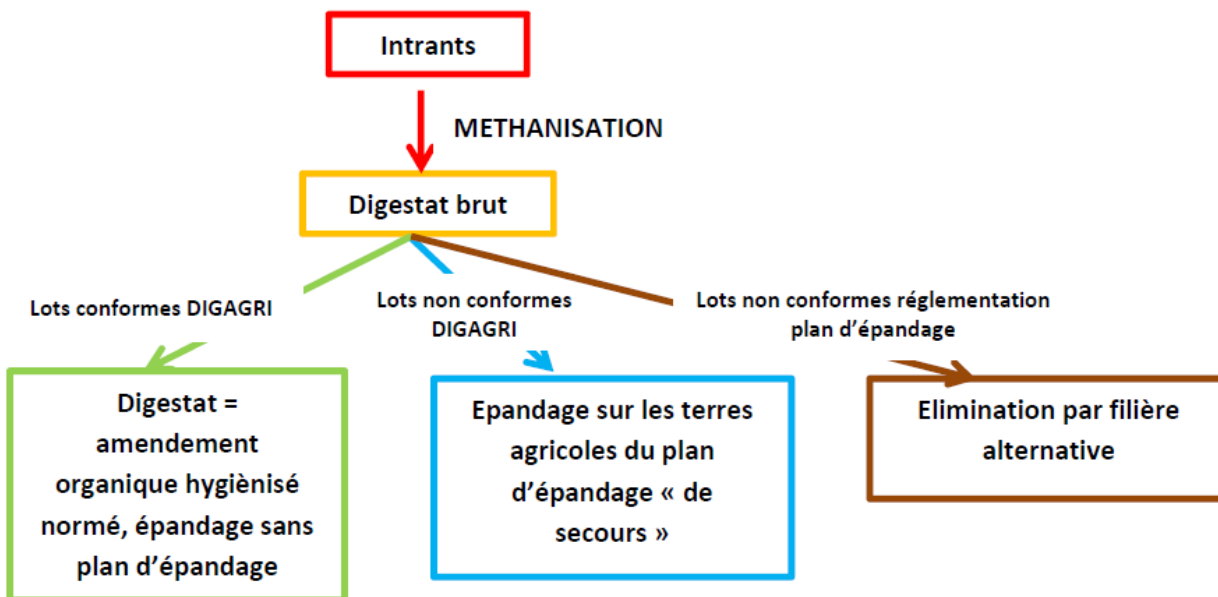 Intrants
METHANISATION
Digestat brut
Lots conformes DIGAGRI
Lots non conformes
DIGAGRI
Lots non conformes réglementation
plan d’épandage
Digestat =
amendement
organique hygiènisé
normé, épandage sans
plan d’épandage
Epandage sur les terres
agricoles du plan
d’épandage « de
secours »
Elimination par filière
alternative